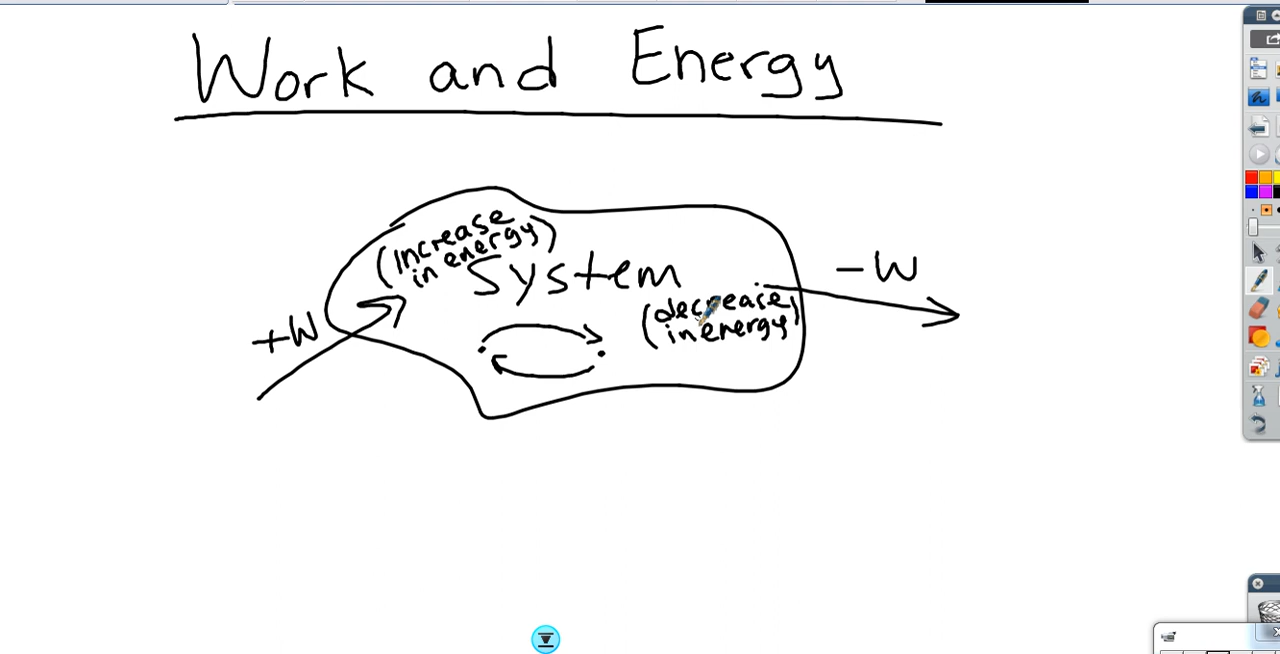 Work and Energy
(Increase
in energy)
System
-W
(decrease
in energy)
+W